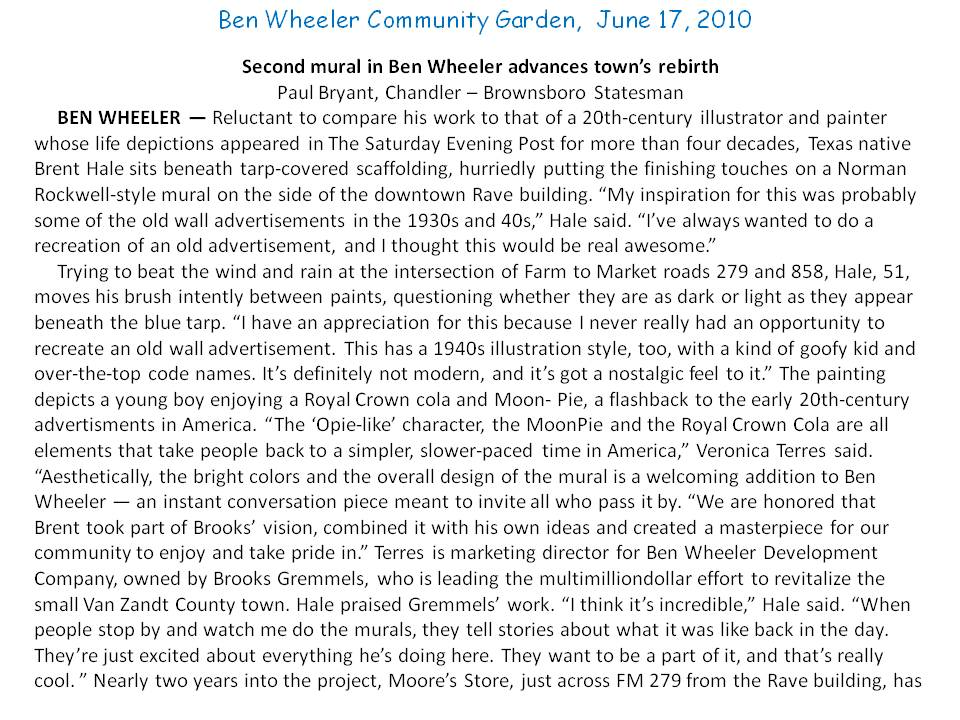 Ben Wheeler Community Garden,  June 17, 2010
Second mural in Ben Wheeler advances town’s rebirth
Paul Bryant, Chandler – Brownsboro Statesman
BEN WHEELER — Reluctant to compare his work to that of a 20th-century illustrator and painter
whose life depictions appeared in The Saturday Evening Post for more than four decades, Texas native
Brent Hale sits beneath tarp-covered scaffolding, hurriedly putting the finishing touches on a Norman
Rockwell-style mural on the side of the downtown Rave building. “My inspiration for this was probably
some of the old wall advertisements in the 1930s and 40s,” Hale said. “I’ve always wanted to do a
recreation of an old advertisement, and I thought this would be real awesome.”
Trying to beat the wind and rain at the intersection of Farm to Market roads 279 and 858, Hale, 51,
moves his brush intently between paints, questioning whether they are as dark or light as they appear
beneath the blue tarp. “I have an appreciation for this because I never really had an opportunity to
recreate an old wall advertisement. This has a 1940s illustration style, too, with a kind of goofy kid and
over-the-top code names. It’s definitely not modern, and it’s got a nostalgic feel to it.” The painting
depicts a young boy enjoying a Royal Crown cola and Moon- Pie, a flashback to the early 20th-century
advertisments in America. “The ‘Opie-like’ character, the MoonPie and the Royal Crown Cola are all
elements that take people back to a simpler, slower-paced time in America,” Veronica Terres said.
“Aesthetically, the bright colors and the overall design of the mural is a welcoming addition to Ben
Wheeler — an instant conversation piece meant to invite all who pass it by. “We are honored that
Brent took part of Brooks’ vision, combined it with his own ideas and created a masterpiece for our
community to enjoy and take pride in.” Terres is marketing director for Ben Wheeler Development
Company, owned by Brooks Gremmels, who is leading the multimilliondollar effort to revitalize the
small Van Zandt County town. Hale praised Gremmels’ work. “I think it’s incredible,” Hale said. “When
people stop by and watch me do the murals, they tell stories about what it was like back in the day.
They’re just excited about everything he’s doing here. They want to be a part of it, and that’s really
cool. ” Nearly two years into the project, Moore’s Store, just across FM 279 from the Rave building, has